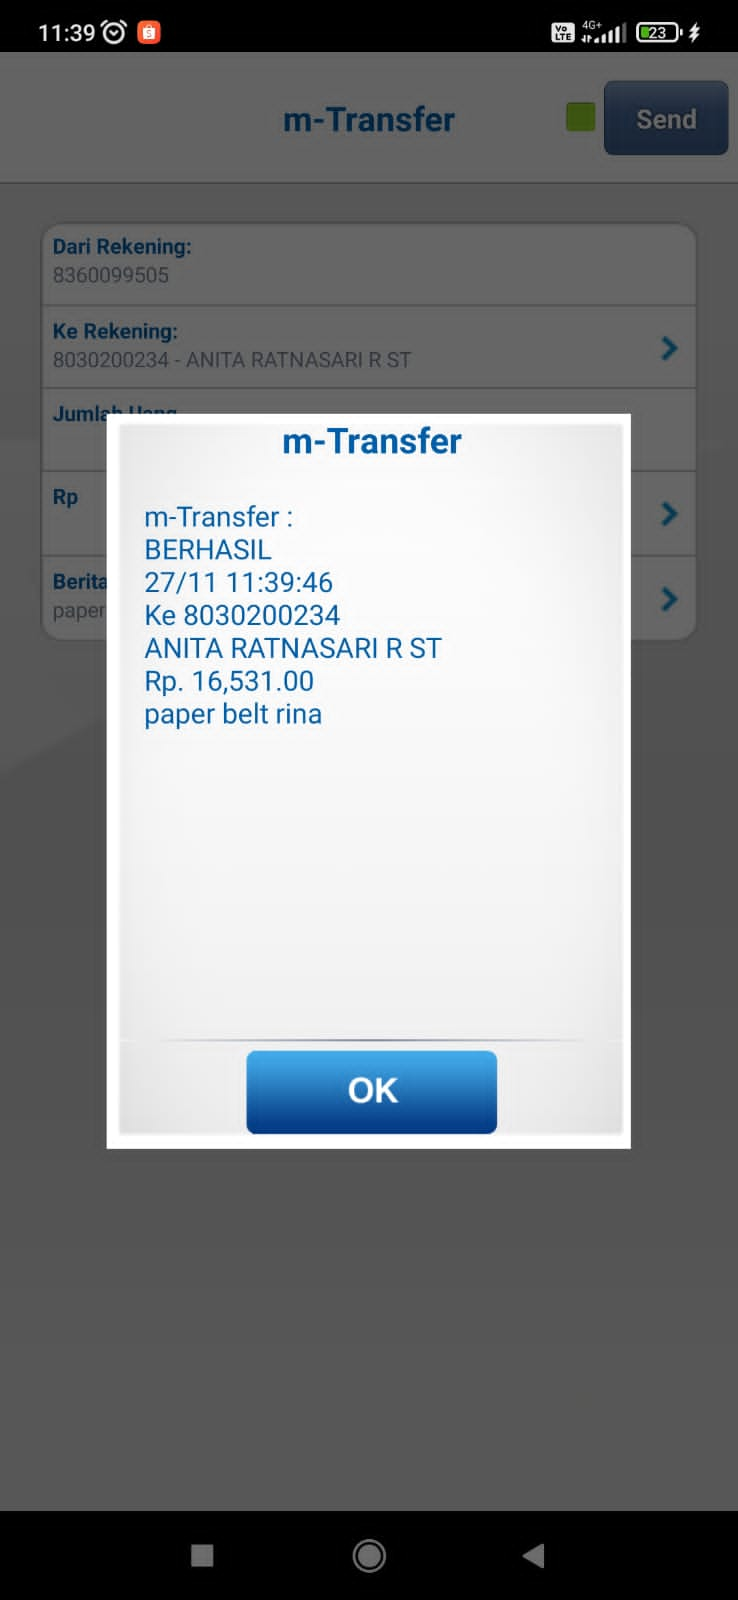 11:39
Vo LTE 4G+ 23
m-Transfer
Send
Dari Rekening:
8360099505
Ke Rekening:
8030200234 - ANITA RATNASARI R ST
Jumlah Uang
Rp
Berita
paper
m-Transfer
m-Transfer :
BERHASIL
27/11 11:39:46
Ke 8030200234
ANITA RATNASARI R ST
Rp. 16,531.00
paper belt rina
OK